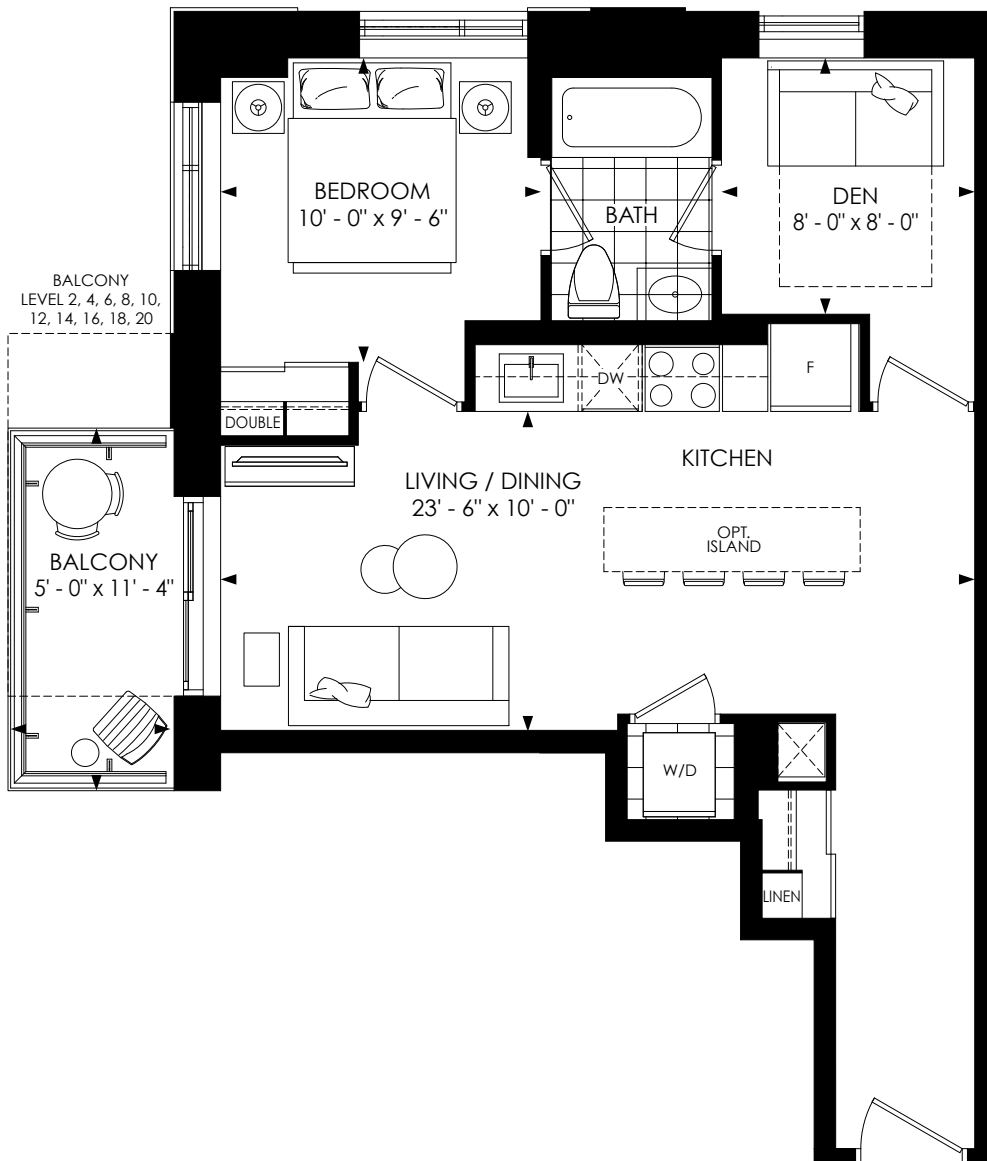 BEDROOM
10' - 0" x 9' - 6"
BATH
DEN
8' - 0" x 8' - 0"
BALCONY
LEVEL 2, 4, 6, 8, 10,
12, 14, 16, 18, 20
DW
F
DOUBLE
LIVING / DINING
23' - 6" x 10' - 0"
KITCHEN
OPT.
ISLAND
BALCONY
5' - 0" x 11' - 4"
W/D
LINEN